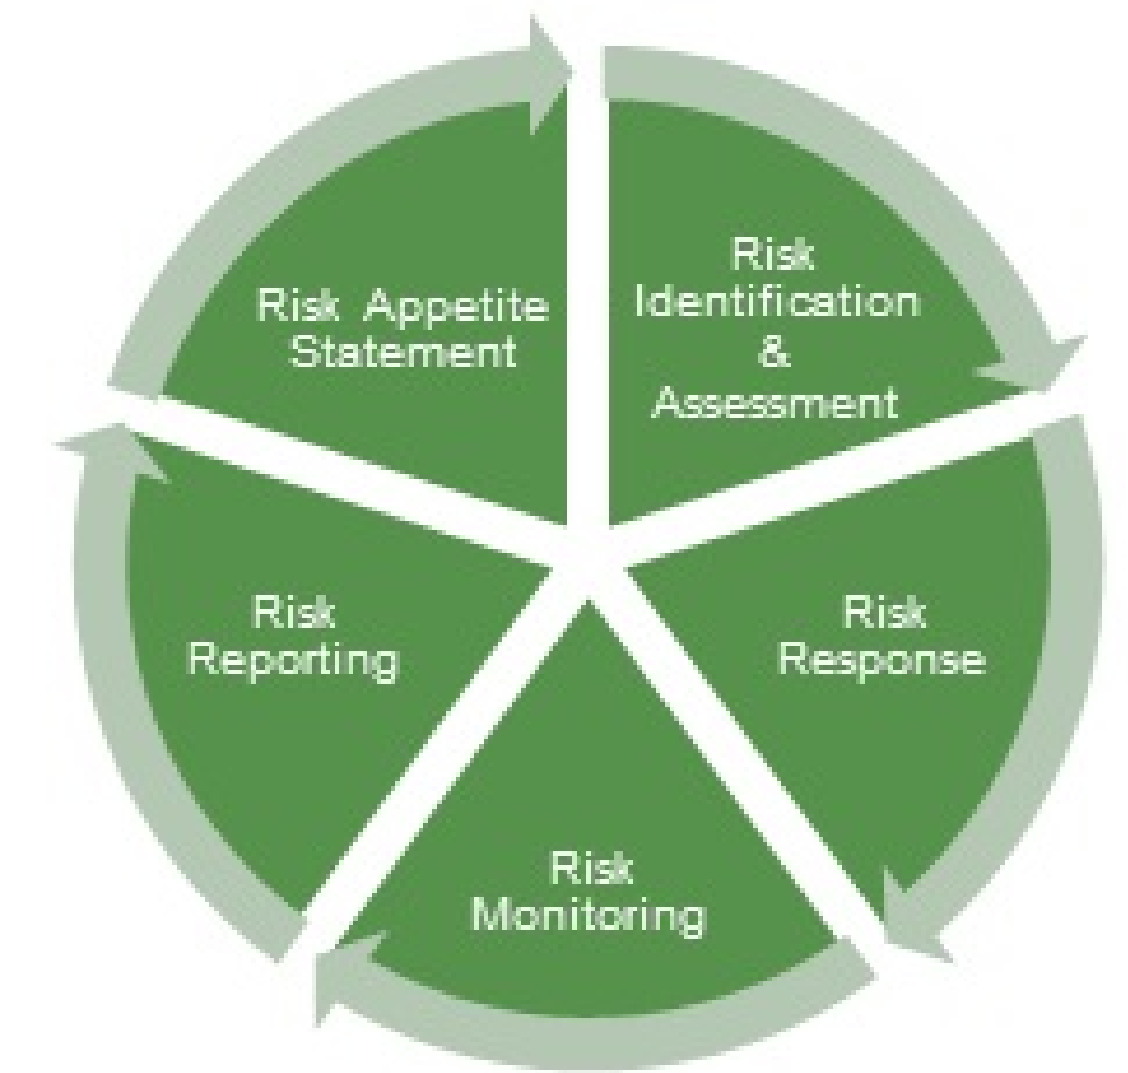 Risk Appetite
Statement
Risk
Identification
&
Assessment
Risk
Response
Risk
Monitoring
Risk
Reporting